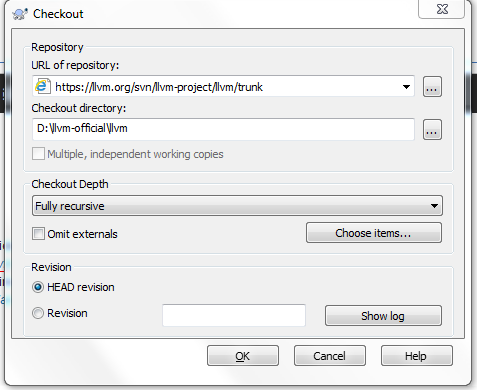 Checkout
Repository
URL of repository:
https://llvm.org/svn/llvm-project/llvm/trunk
...
Checkout directory:
D:\llvm-official\llvm
...
Multiple, independent working copies
Checkout Depth
Fully recursive
Omit externals
Choose items...
Revision
HEAD revision
Revision
Show log
OK
Cancel
Help